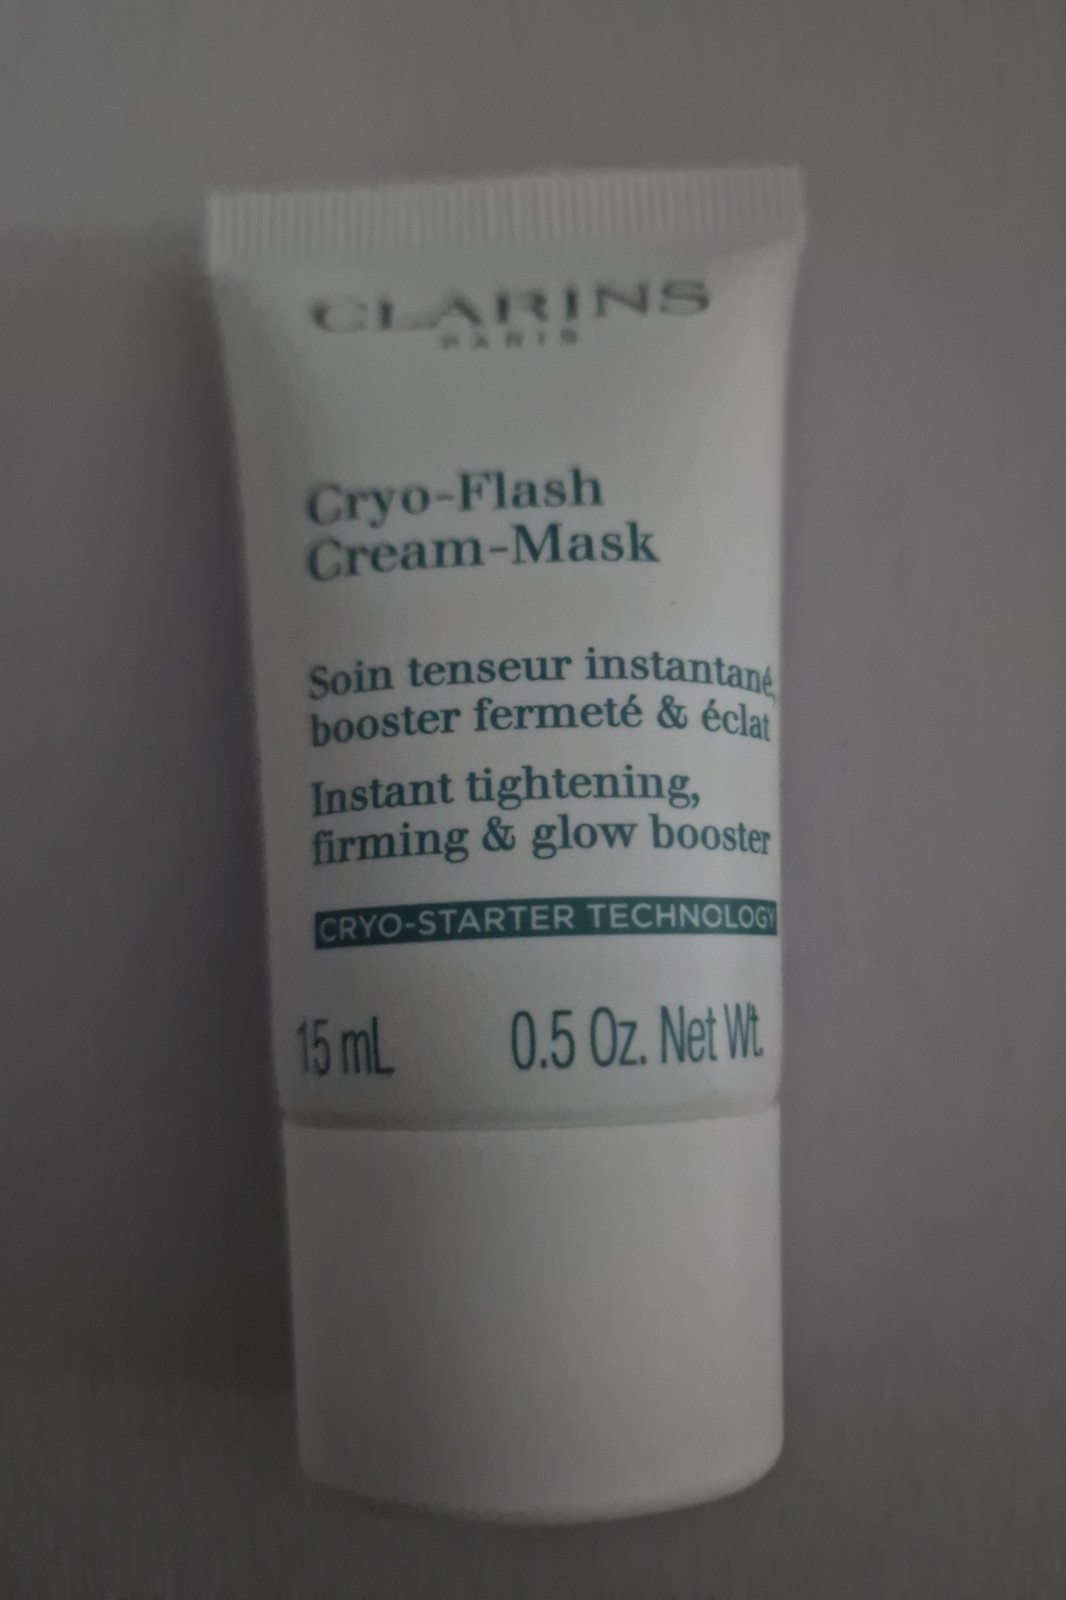 CLARINS
PARIS
Cryo-Flash
Cream-Mask
Soin tenseur instantané,
booster fermeté & éclat
Instant tightening,
firming & glow booster
CRYO-STARTER TECHNOLOGY
15 mL 0.5 Oz. Net Wt.